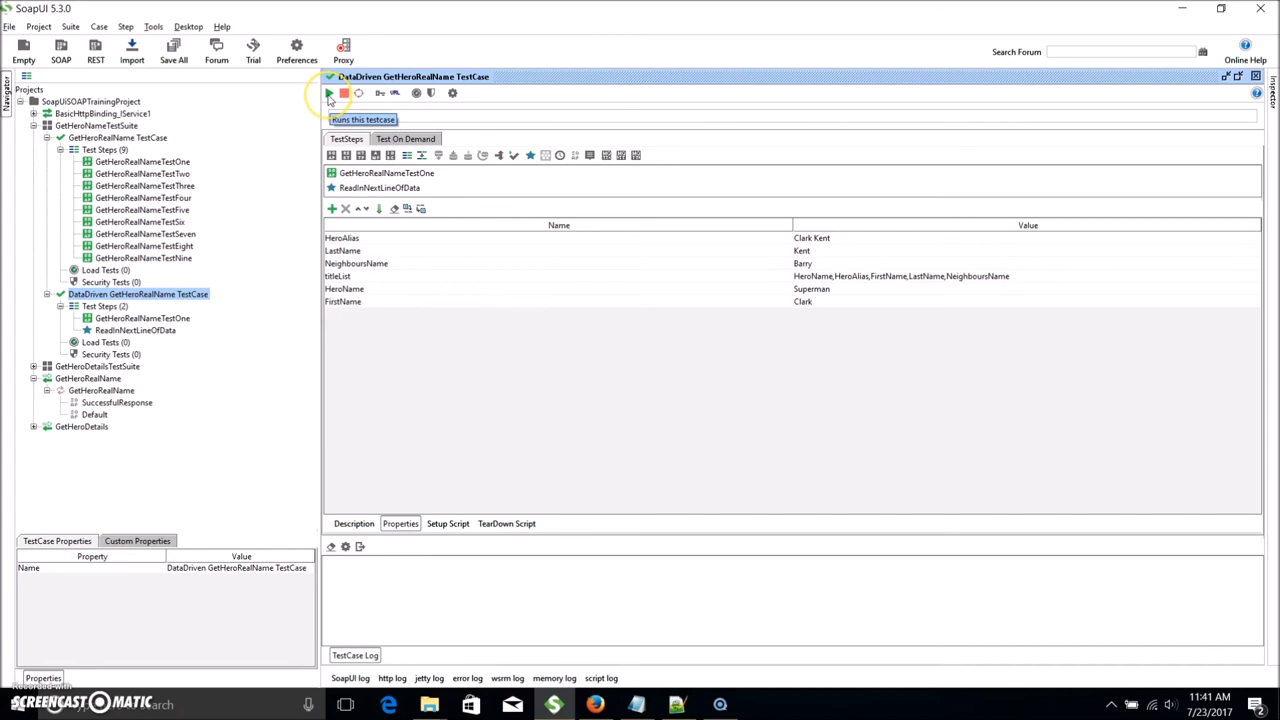 SoapUI 5.3.0
File Project Suite Case Step Tools Desktop Help
Empty SOAP REST Import Save All Forum Trial Preferences Proxy Search Forum Online Help
Navigator
Projects
SoapUiSOAPTrainingProject
BasicHttpBinding_IService1
GetHeroNameTestSuite
GetHeroRealName TestCase
Test Steps (9)
GetHeroRealNameTestOne
GetHeroRealNameTestTwo
GetHeroRealNameTestThree
GetHeroRealNameTestFour
GetHeroRealNameTestFive
GetHeroRealNameTestSix
GetHeroRealNameTestSeven
GetHeroRealNameTestEight
GetHeroRealNameTestNine
Load Tests (0)
Security Tests (0)
DataDriven GetHeroRealName TestCase
Test Steps (2)
GetHeroRealNameTestOne
ReadInNextLineOfData
Load Tests (0)
Security Tests (0)
GetHeroDetailsTestSuite
GetHeroRealName
GetHeroRealName
SuccessfulResponse
Default
GetHeroDetails
TestCase Properties Custom Properties
Property Value
Name DataDriven GetHeroRealName TestCase
Properties
DataDriven GetHeroRealName TestCase
URL
Runs this testcase
TestSteps Test On Demand
GetHeroRealNameTestOne
ReadInNextLineOfData
Name Value
HeroAlias Clark Kent
LastName Kent
NeighboursName Barry
titleList HeroName,HeroAlias,FirstName,LastName,NeighboursName
HeroName Superman
FirstName Clark
Description Properties Setup Script TearDown Script
TestCase Log
SoapUI log http log jetty log error log wsrm log memory log script log
Inspector
Recorded with
SCREENCAST MATIC
search
11:41 AM
7/23/2017
2